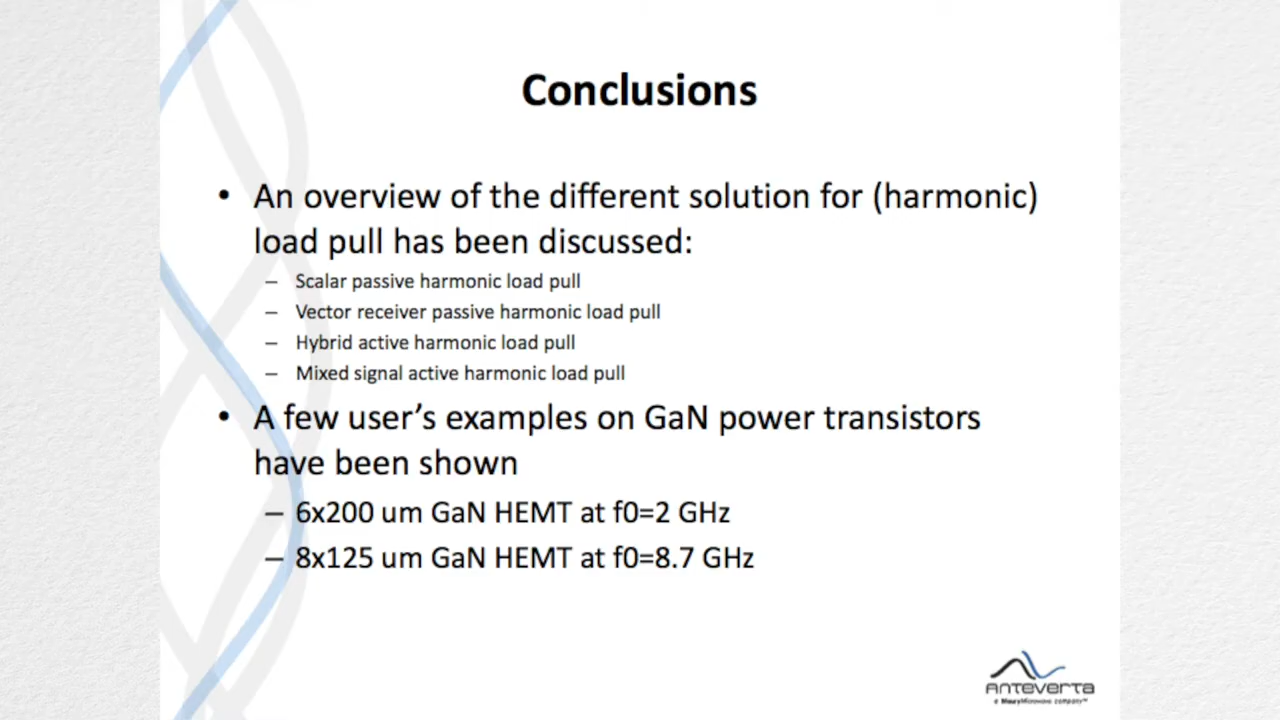 Conclusions
• An overview of the different solution for (harmonic)
load pull has been discussed:
– Scalar passive harmonic load pull
– Vector receiver passive harmonic load pull
– Hybrid active harmonic load pull
– Mixed signal active harmonic load pull
• A few user's examples on GaN power transistors
have been shown
– 6x200 um GaN HEMT at f0=2 GHz
– 8x125 um GaN HEMT at f0=8.7 GHz
Anteverta
a MauryMicrowave company™